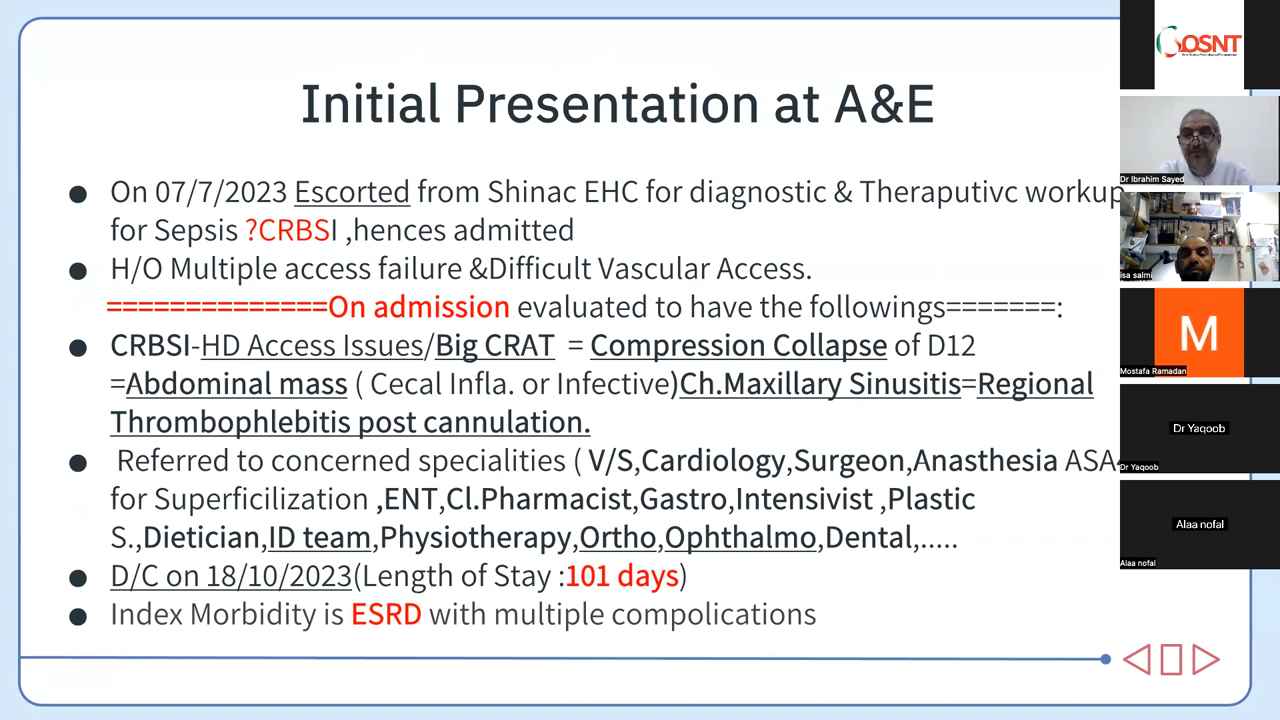 Initial Presentation at A&E
● On 07/7/2023 Escorted from Shinac EHC for diagnostic & Theraputivc workup
for Sepsis ?CRBSI ,hences admitted
● H/O Multiple access failure &Difficult Vascular Access.
==============On admission evaluated to have the followings=======:
● CRBSI-HD Access Issues/Big CRAT = Compression Collapse of D12
=Abdominal mass ( Cecal Infla. or Infective)Ch.Maxillary Sinusitis=Regional
Thrombophlebitis post cannulation.
● Referred to concerned specialities ( V/S,Cardiology,Surgeon,Anasthesia ASA
for Superficilization ,ENT,Cl.Pharmacist,Gastro,Intensivist ,Plastic
S.,Dietician,ID team,Physiotherapy,Ortho,Ophthalmo,Dental,.....
● D/C on 18/10/2023(Length of Stay :101 days)
● Index Morbidity is ESRD with multiple compolications
OSNT
Dr Ibrahim Sayed
isa salmi
M
Mostafa Ramadan
Dr Yaqoob
Dr Yaqoob
Alaa nofal
Alaa nofal